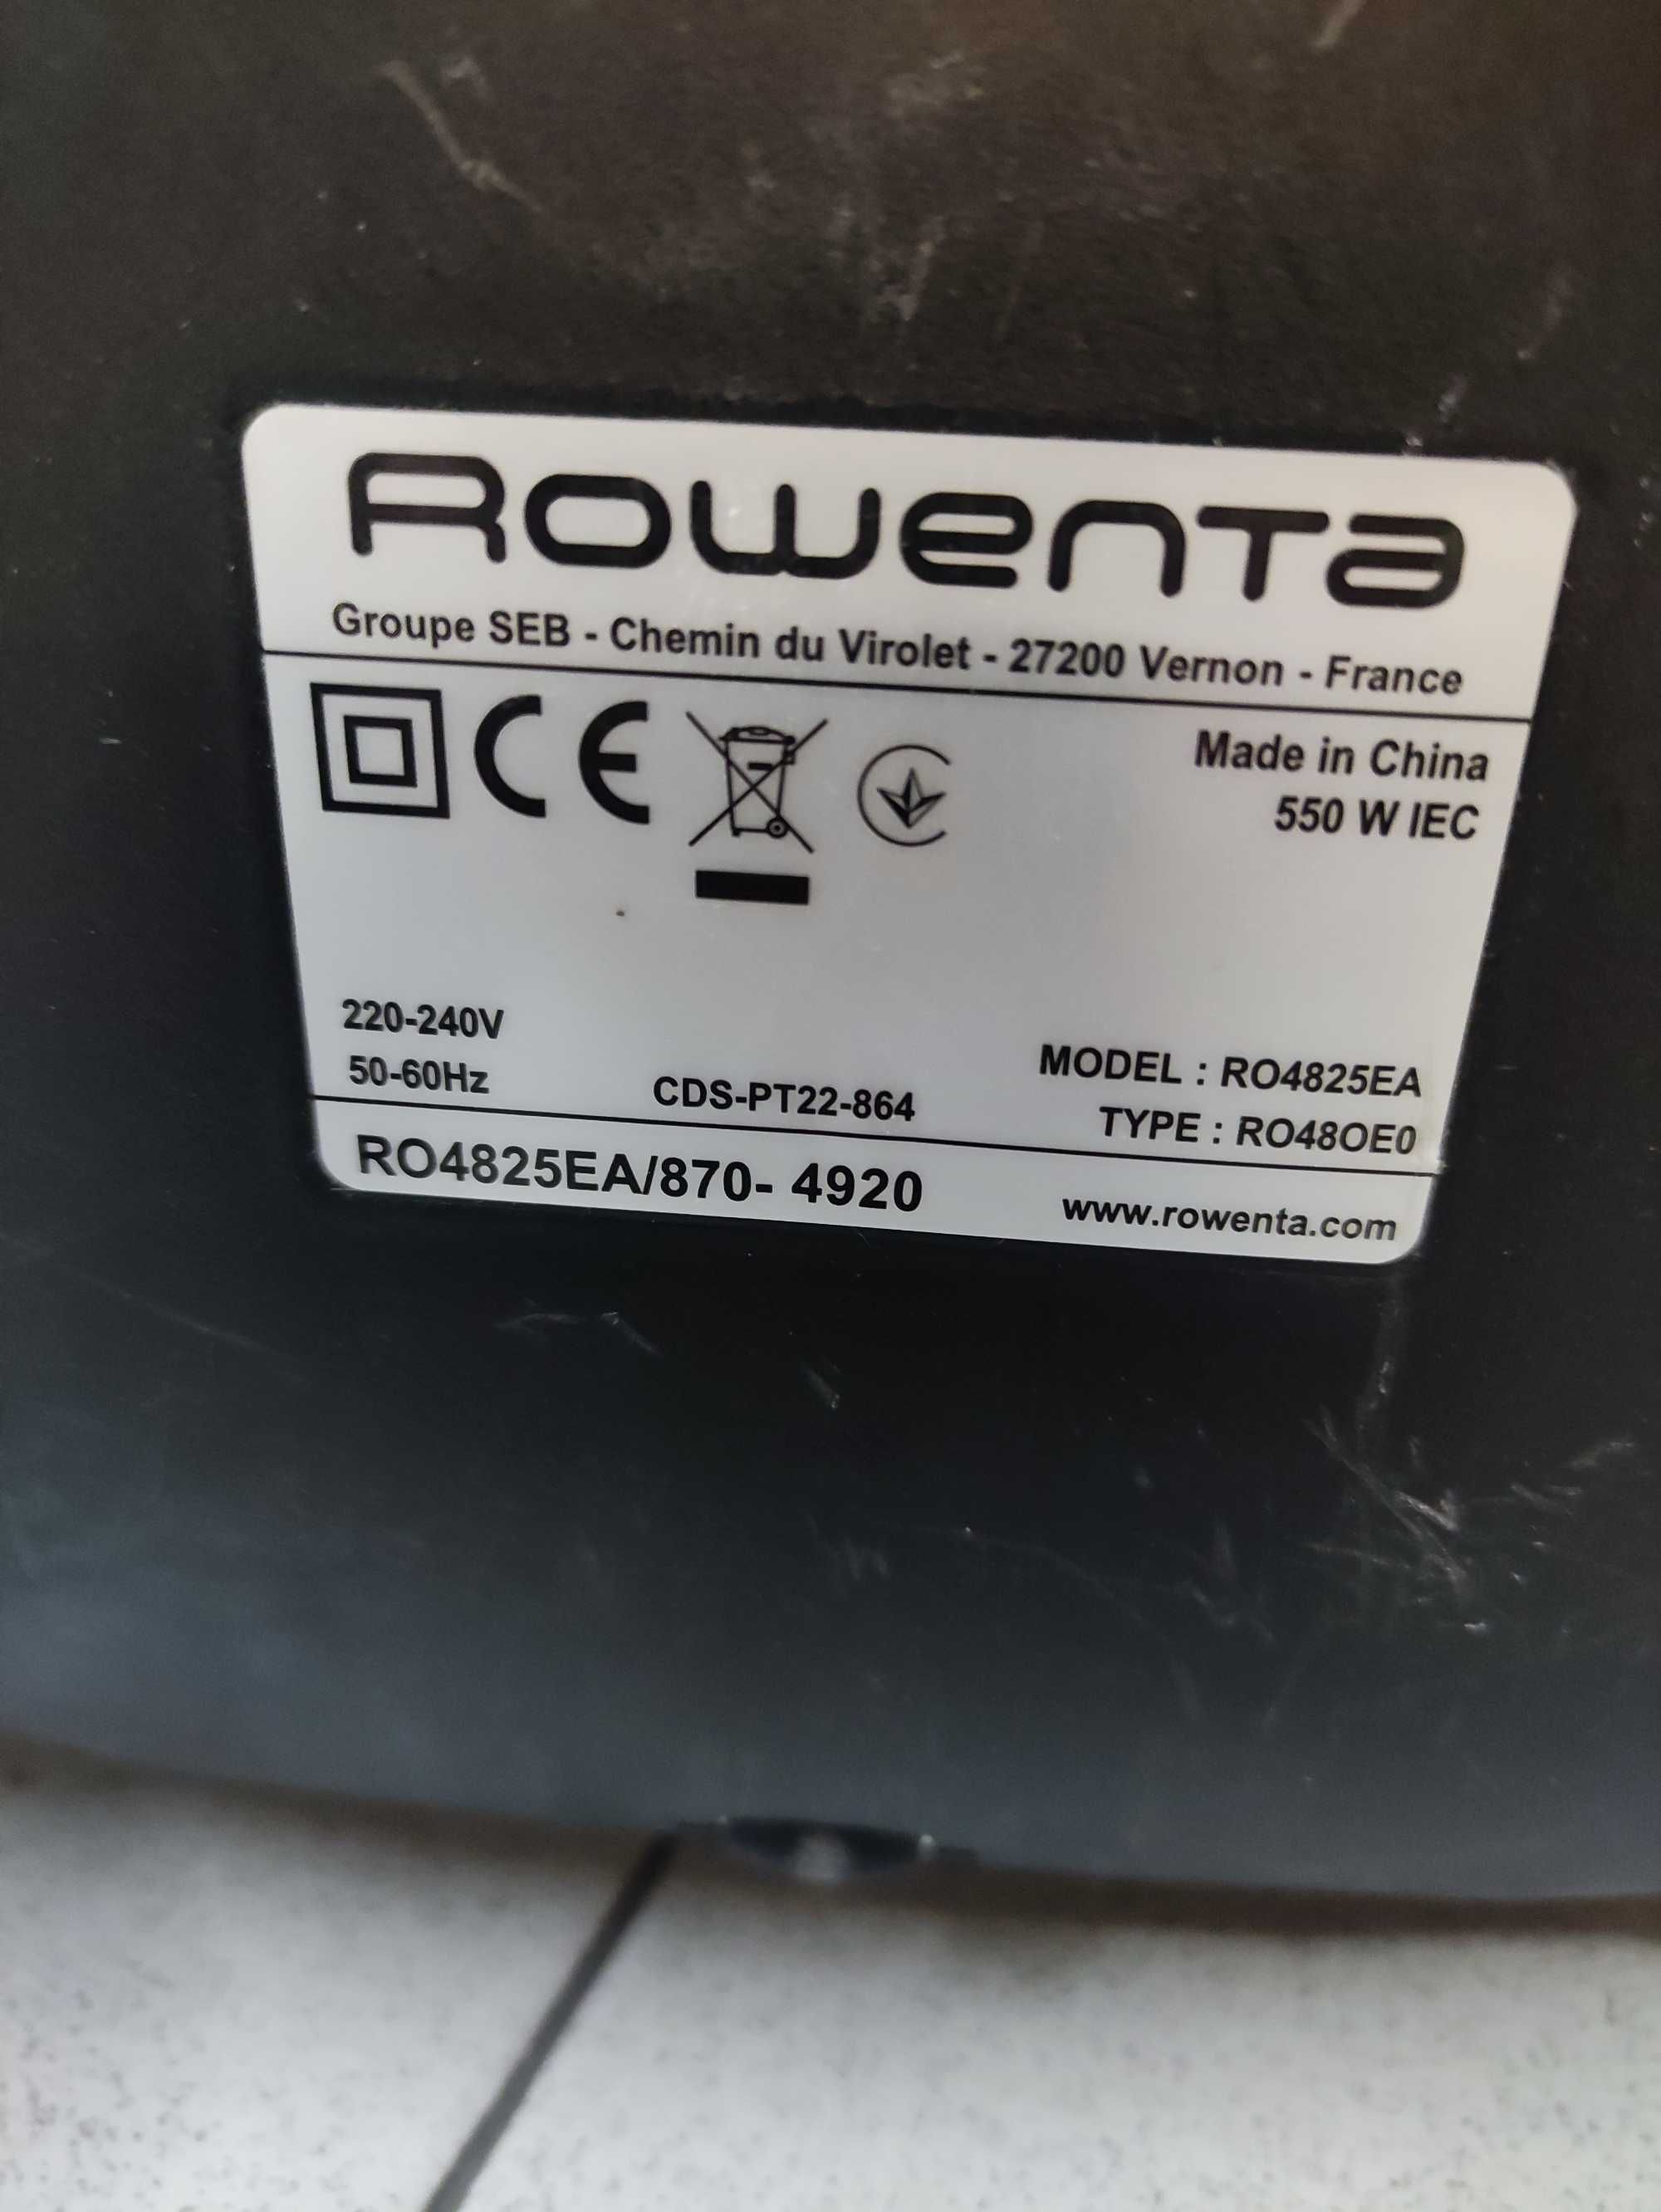 Rowenta
Groupe SEB - Chemin du Virolet - 27200 Vernon - France
CE
Made in China
550 W IEC
220-240V
50-60Hz
CDS-PT22-864
MODEL : RO4825EA
TYPE : RO48OE0
RO4825EA/870- 4920
www.rowenta.com